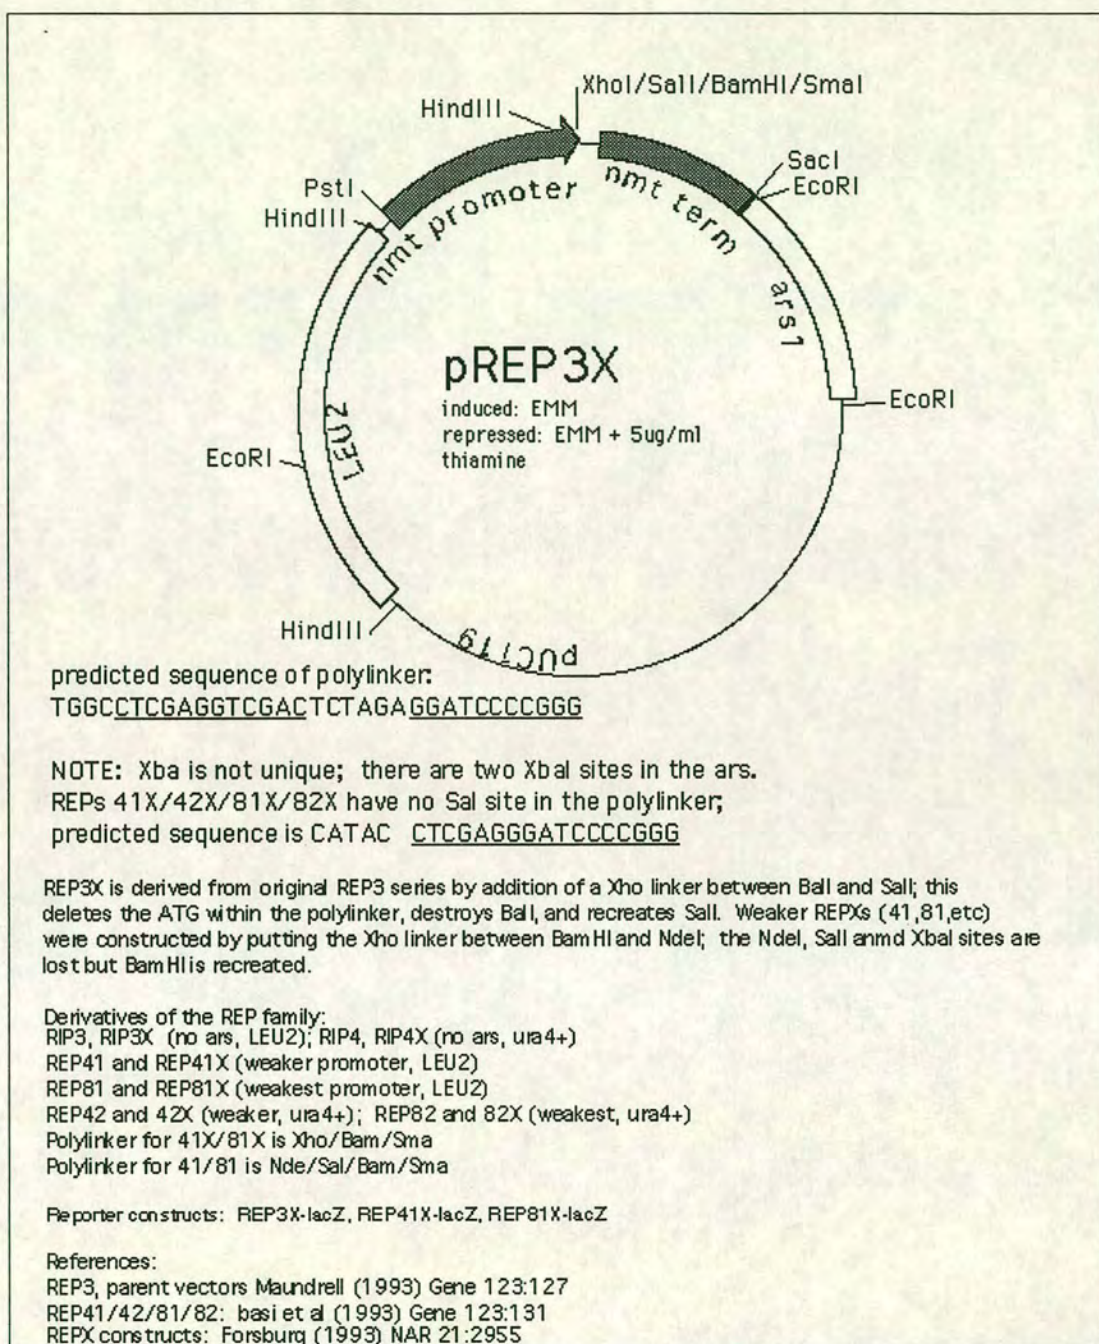 XhoI/SalI/BamHI/SmaI
HindIII
SacI
EcoRI
PstI
HindIII
nmt promoter
nmt term
ars1
pREP3X
induced: EMM
repressed: EMM + 5ug/ml
thiamine
EcoRI
LEU2
EcoRI
HindIII
pUC119
predicted sequence of polylinker:
TGGCCTCGAGGTCGACTCTAGAGGATCCCCGGG
NOTE: Xba is not unique; there are two XbaI sites in the ars.
REPs 41X/42X/81X/82X have no Sal site in the polylinker;
predicted sequence is CATAC CTCGAGGGATCCCCGGG
REP3X is derived from original REP3 series by addition of a Xho linker between BalI and SalI; this
deletes the ATG within the polylinker, destroys BalI, and recreates SalI. Weaker REPXs (41,81,etc)
were constructed by putting the Xho linker between BamHI and NdeI; the NdeI, SalI anmd XbaI sites are
lost but BamHI is recreated.
Derivatives of the REP family:
RIP3, RIP3X (no ars, LEU2); RIP4, RIP4X (no ars, ura4+)
REP41 and REP41X (weaker promoter, LEU2)
REP81 and REP81X (weakest promoter, LEU2)
REP42 and 42X (weaker, ura4+); REP82 and 82X (weakest, ura4+)
Polylinker for 41X/81X is Xho/Bam/Sma
Polylinker for 41/81 is Nde/Sal/Bam/Sma
Reporter constructs: REP3X-lacZ, REP41X-lacZ, REP81X-lacZ
References:
REP3, parent vectors Maundrell (1993) Gene 123:127
REP41/42/81/82: basi et al (1993) Gene 123:131
REPX constructs: Forsburg (1993) NAR 21:2955